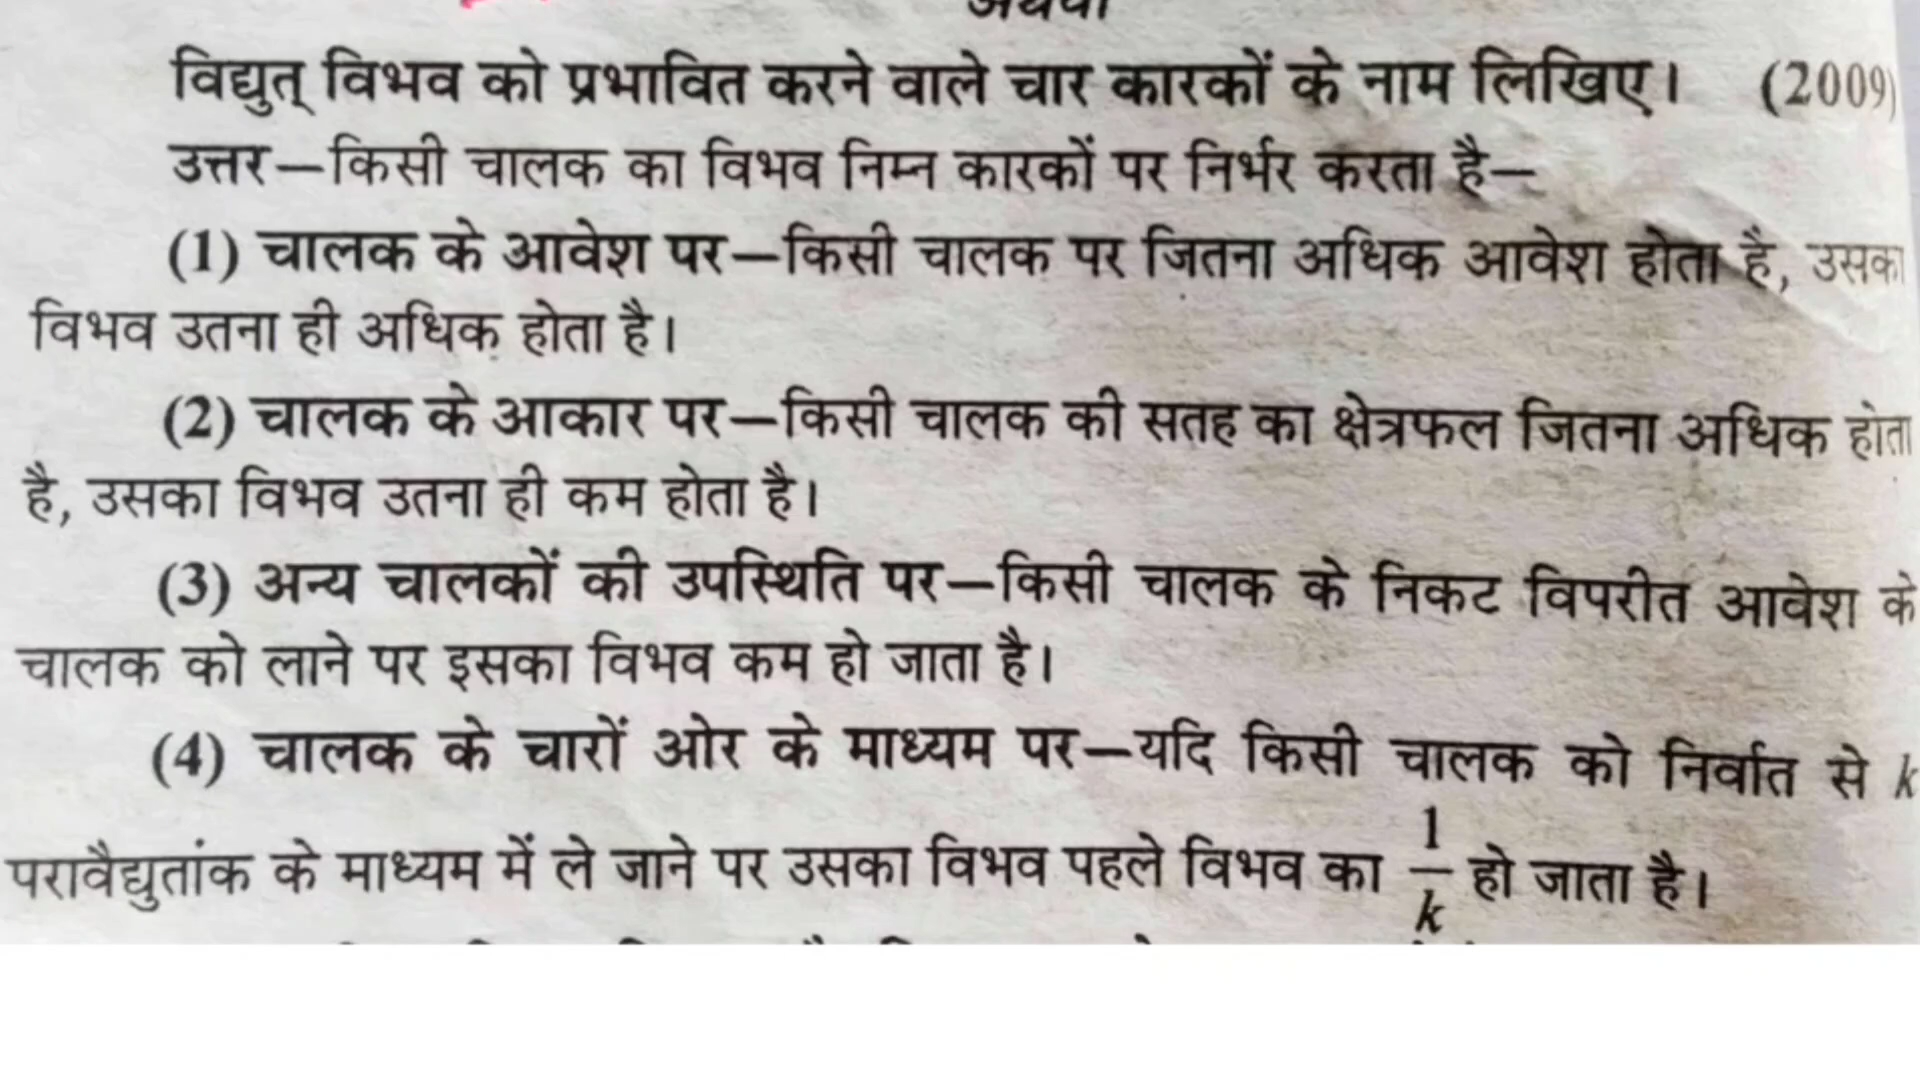 अथवा
विद्युत् विभव को प्रभावित करने वाले चार कारकों के नाम लिखिए। (2009)
उत्तर—किसी चालक का विभव निम्न कारकों पर निर्भर करता है—
(1) चालक के आवेश पर—किसी चालक पर जितना अधिक आवेश होता है, उसका
विभव उतना ही अधिक होता है।
(2) चालक के आकार पर—किसी चालक की सतह का क्षेत्रफल जितना अधिक होता
है, उसका विभव उतना ही कम होता है।
(3) अन्य चालकों की उपस्थिति पर—किसी चालक के निकट विपरीत आवेश के
चालक को लाने पर इसका विभव कम हो जाता है।
(4) चालक के चारों ओर के माध्यम पर—यदि किसी चालक को निर्वात से k
परावैद्युतांक के माध्यम में ले जाने पर उसका विभव पहले विभव का 1/k हो जाता है।